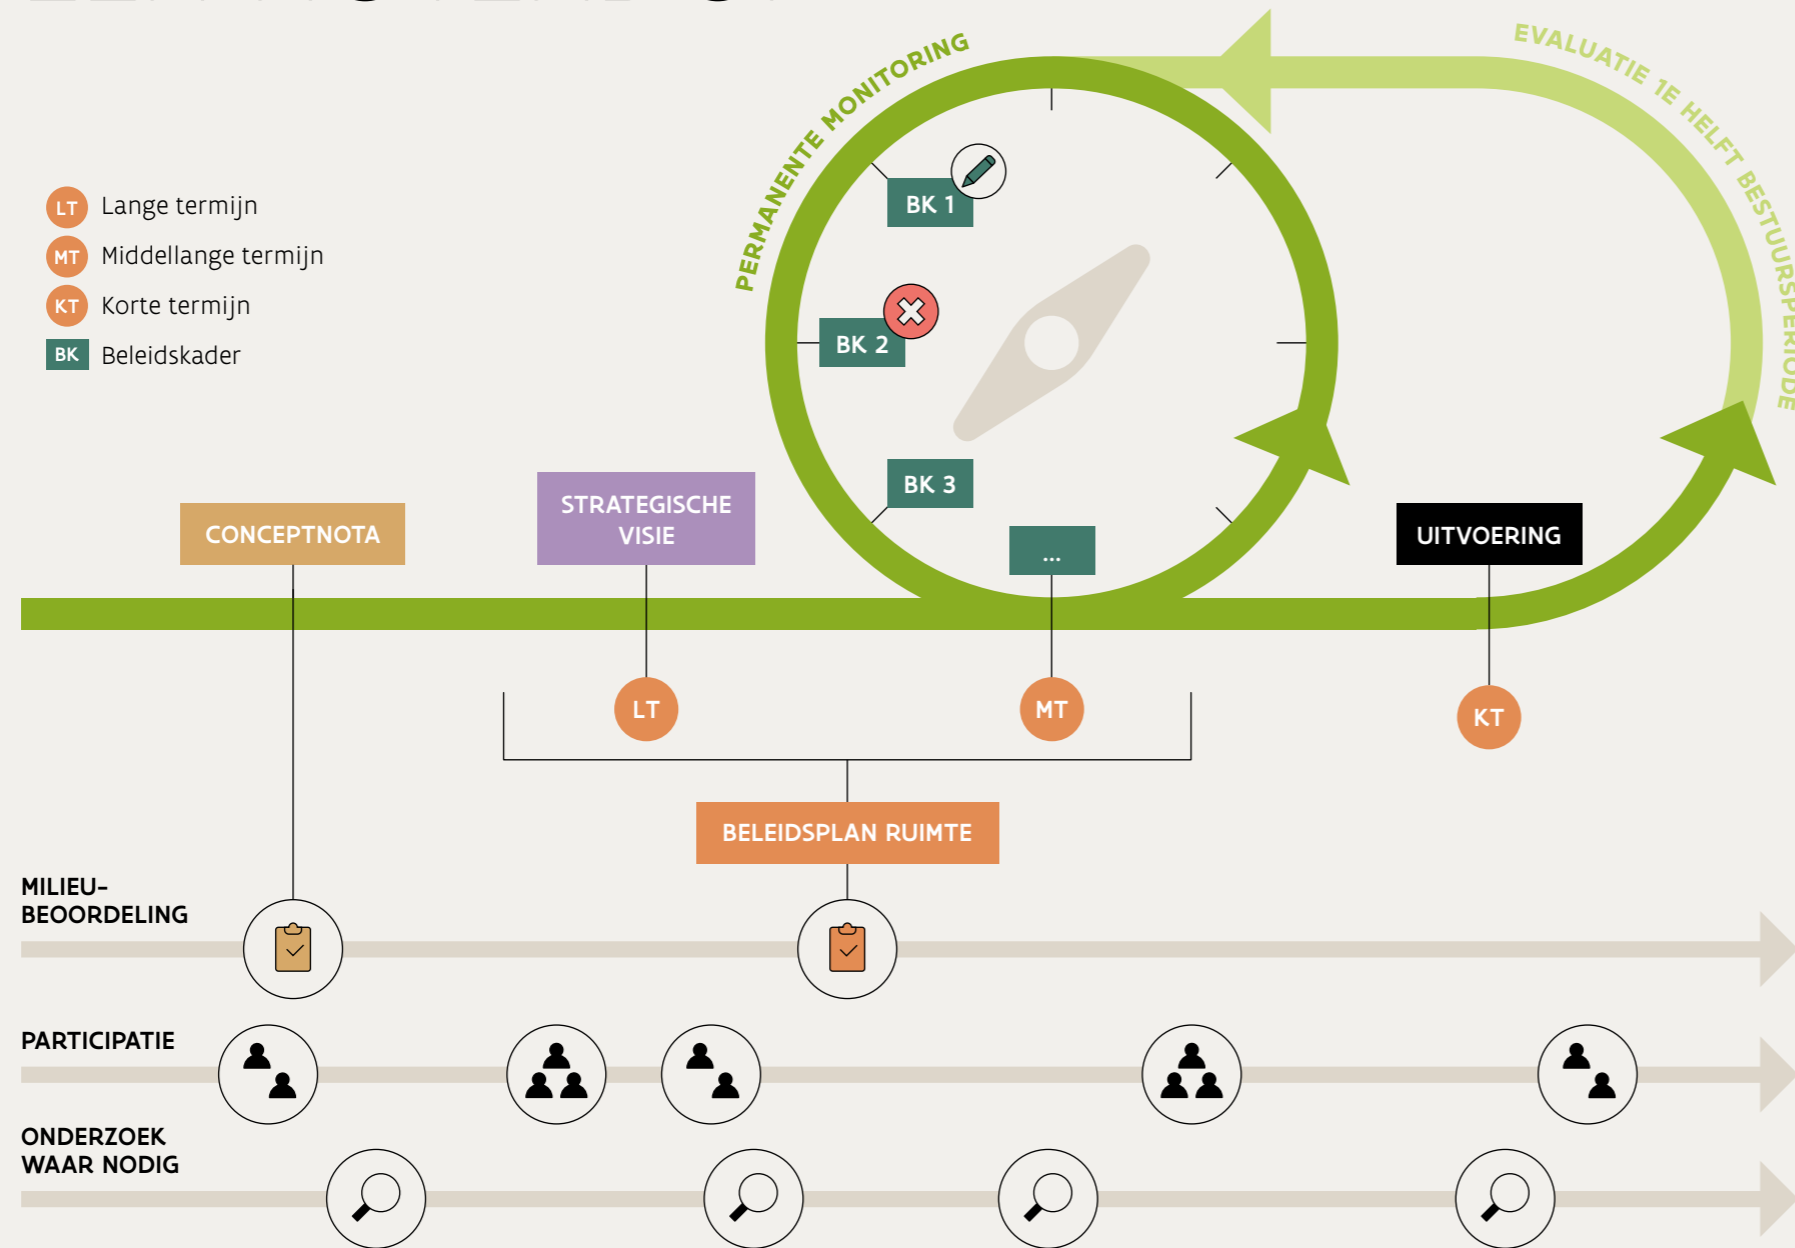 PERMANENTE MONITORING
EVALUATIE 1E HELFT BESTUURSPERIODE
LT Lange termijn
MT Middellange termijn
KT Korte termijn
BK Beleidskader
BK 1
BK 2
BK 3
...
CONCEPTNOTA
STRATEGISCHE
VISIE
UITVOERING
LT
MT
KT
BELEIDSPLAN RUIMTE
MILIEU-
BEOORDELING
PARTICIPATIE
ONDERZOEK
WAAR NODIG